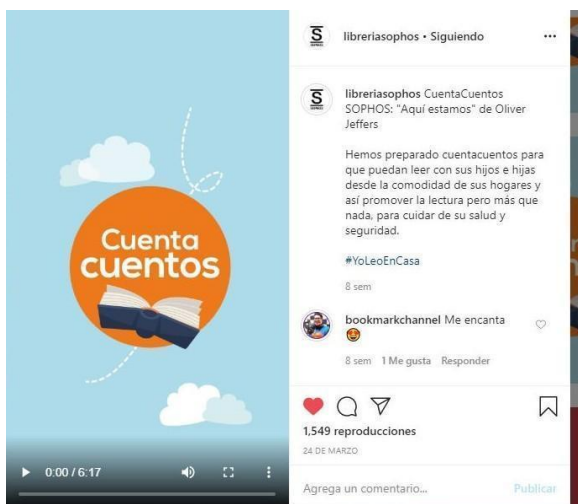 Cuenta
cuentos
0:00 / 6:17
S
SOPHOS
libreriasophos • Siguiendo
S
SOPHOS
libreriasophos CuentaCuentos
SOPHOS: "Aquí estamos" de Oliver
Jeffers
Hemos preparado cuentacuentos para
que puedan leer con sus hijos e hijas
desde la comodidad de sus hogares y
así promover la lectura pero más que
nada, para cuidar de su salud y
seguridad.
#YoLeoEnCasa
8 sem
bookmarkchannel Me encanta
🤩
8 sem 1 Me gusta Responder
1,549 reproducciones
24 DE MARZO
Agrega un comentario... Publicar